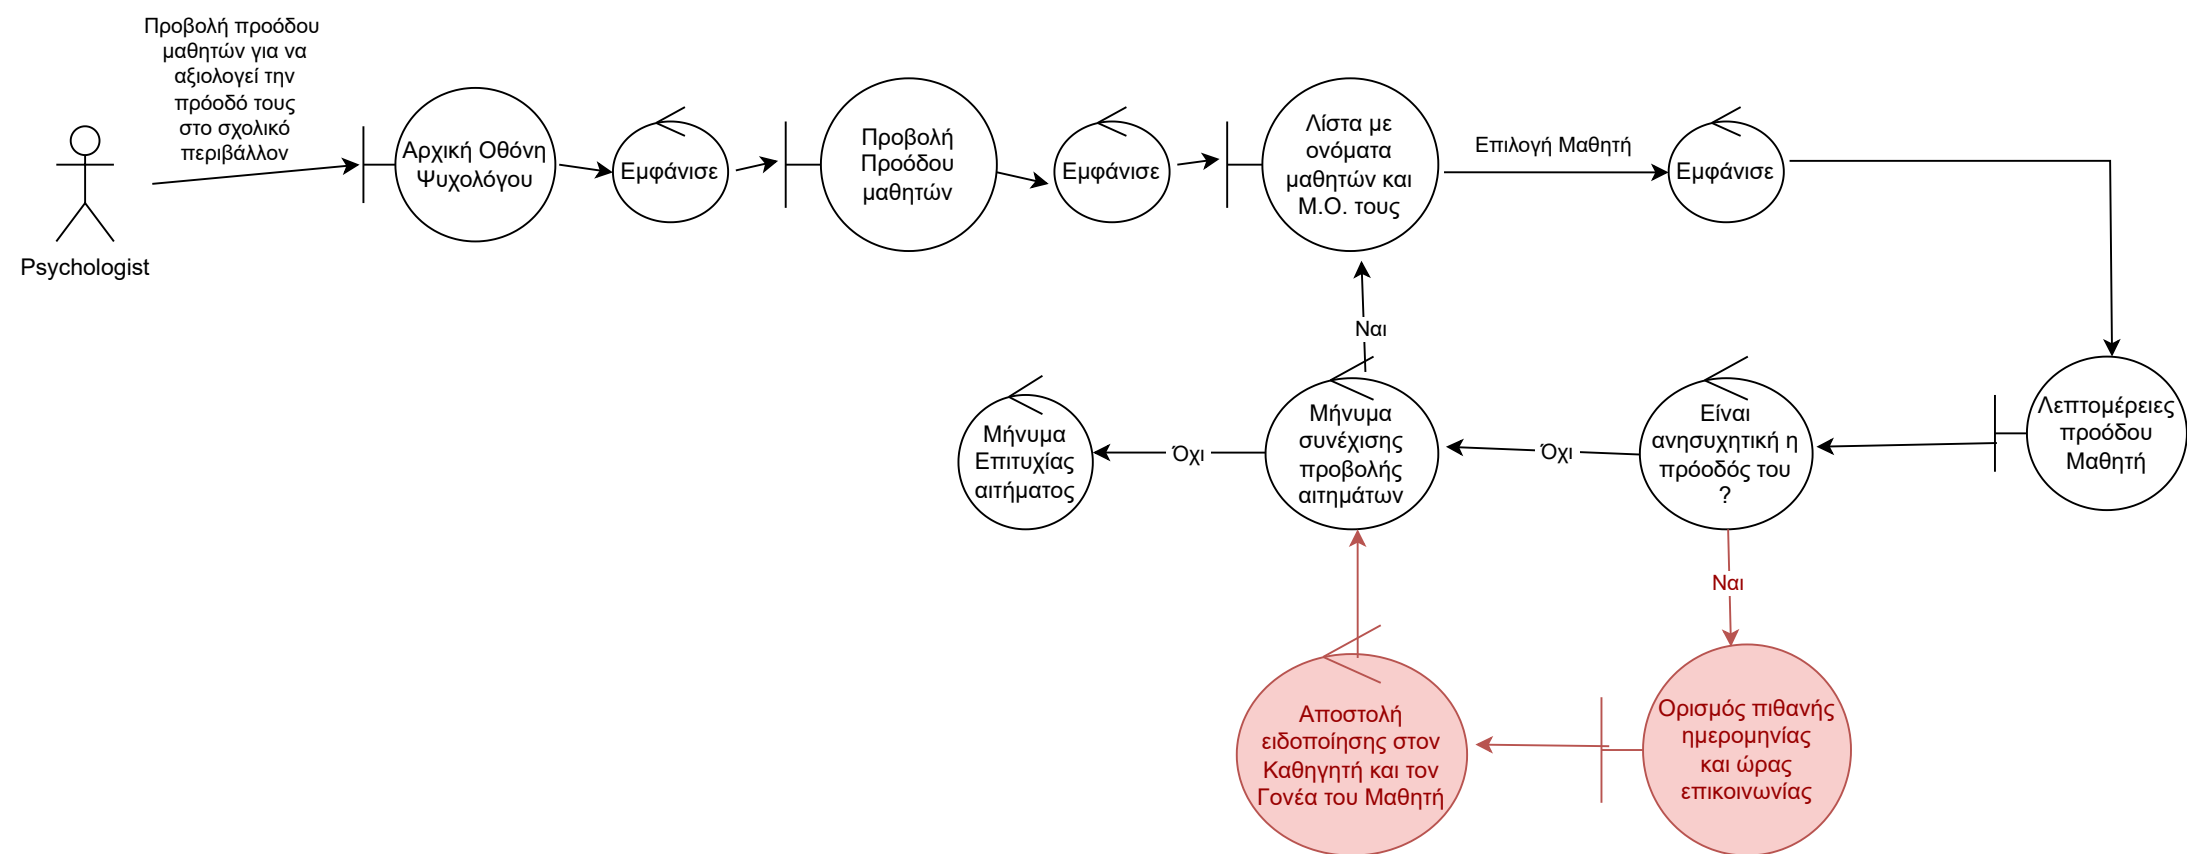 Προβολή προόδου
μαθητών για να
αξιολογεί την
πρόοδό τους
στο σχολικό
περιβάλλον
Psychologist
Αρχική Οθόνη
Ψυχολόγου
Εμφάνισε
Προβολή
Προόδου
μαθητών
Εμφάνισε
Λίστα με
ονόματα
μαθητών και
Μ.Ο. τους
Επιλογή Μαθητή
Εμφάνισε
Λεπτομέρειες
προόδου
Μαθητή
Είναι
ανησυχητική η
πρόοδός του
?
Όχι
Μήνυμα
συνέχισης
προβολής
αιτημάτων
Ναι
Όχι
Μήνυμα
Επιτυχίας
αιτήματος
Ναι
Ορισμός πιθανής
ημερομηνίας
και ώρας
επικοινωνίας
Αποστολή
ειδοποίησης στον
Καθηγητή και τον
Γονέα του Μαθητή